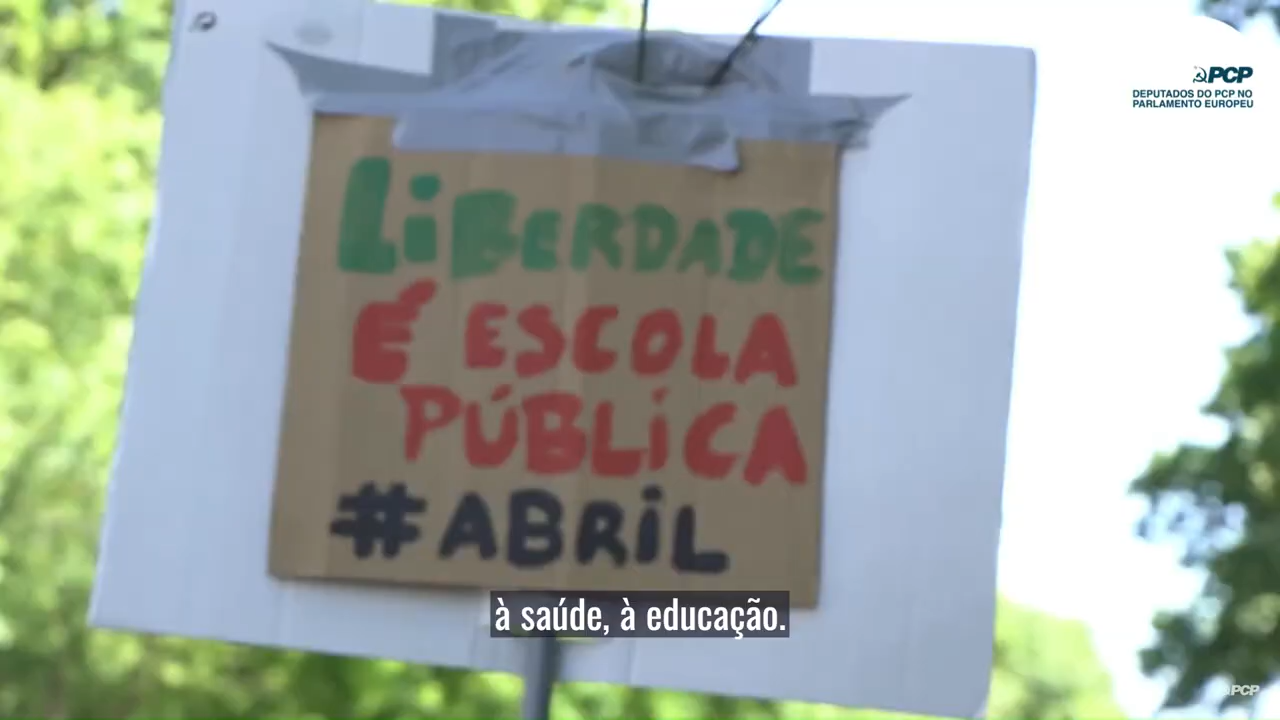 PCP
DEPUTADOS DO PCP NO
PARLAMENTO EUROPEU
LIBERDADE
É ESCOLA
PÚBLICA
#ABRIL
à saúde, à educação.
PCP